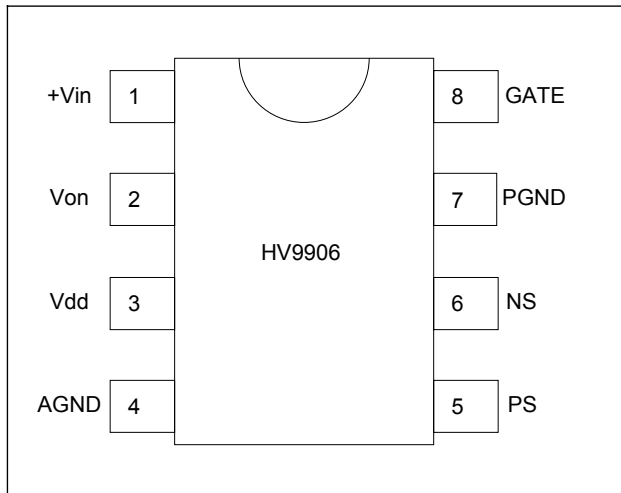 +Vin 1 8 GATE
Von 2 7 PGND
HV9906
Vdd 3 6 NS
AGND 4 5 PS